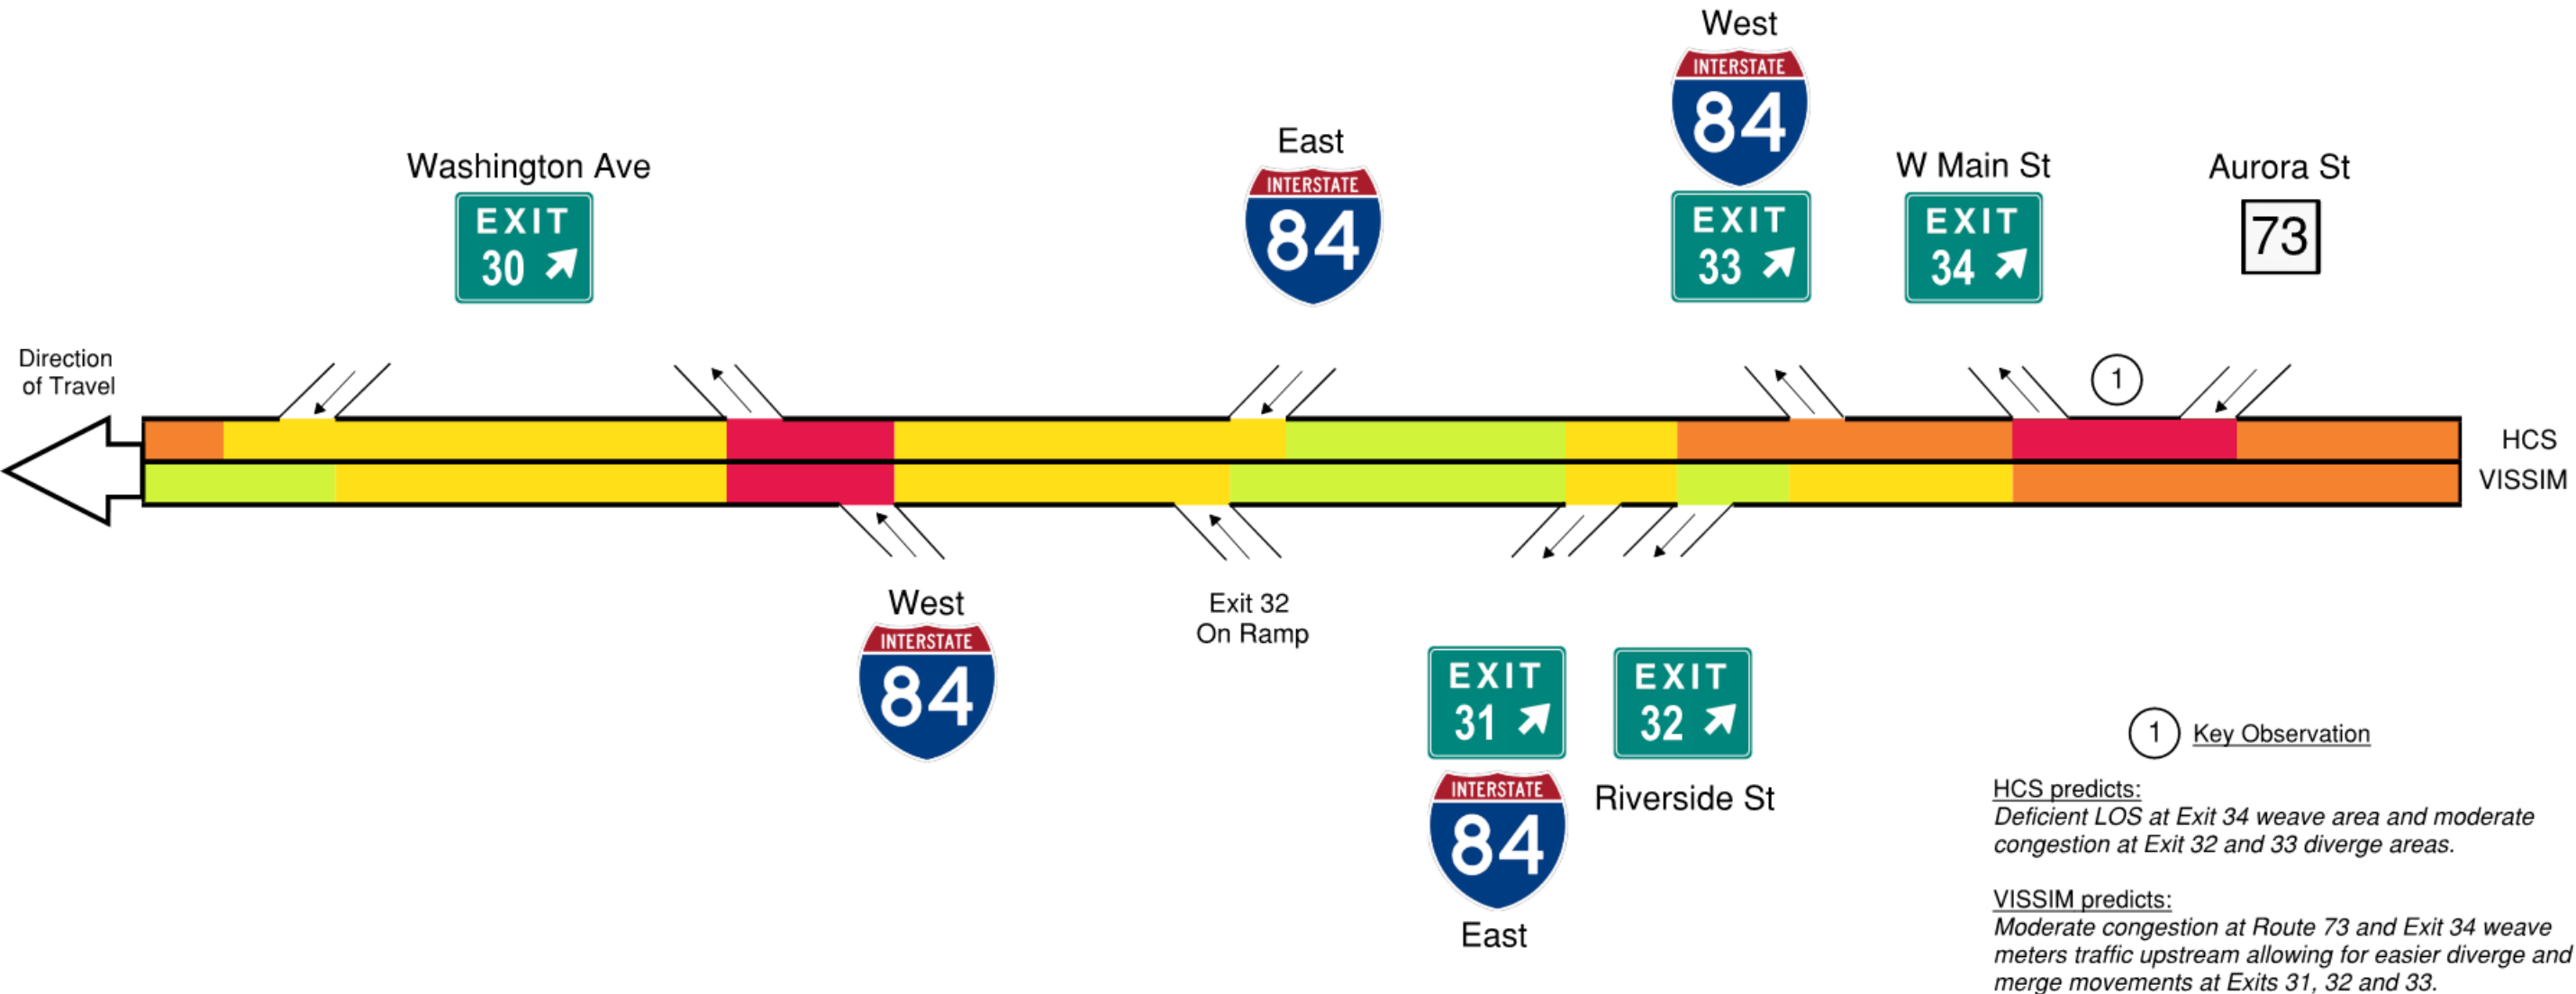 West
INTERSTATE
84
East
INTERSTATE
84
Washington Ave
EXIT
30
EXIT
33
W Main St
EXIT
34
Aurora St
73
Direction
of Travel
1
HCS
VISSIM
West
INTERSTATE
84
Exit 32
On Ramp
EXIT
31
INTERSTATE
84
East
EXIT
32
Riverside St
1 Key Observation
HCS predicts:
Deficient LOS at Exit 34 weave area and moderate
congestion at Exit 32 and 33 diverge areas.
VISSIM predicts:
Moderate congestion at Route 73 and Exit 34 weave
meters traffic upstream allowing for easier diverge and
merge movements at Exits 31, 32 and 33.